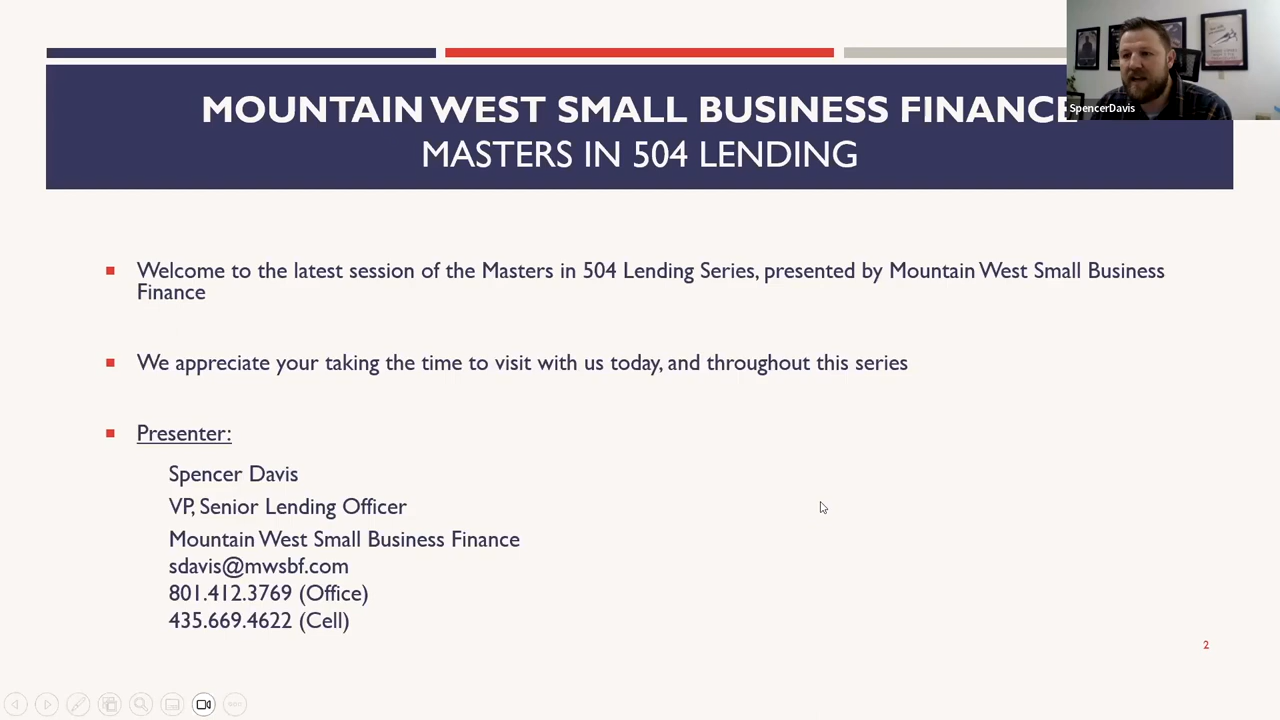 MOUNTAIN WEST SMALL BUSINESS FINANCE
MASTERS IN 504 LENDING
SpencerDavis
Welcome to the latest session of the Masters in 504 Lending Series, presented by Mountain West Small Business
Finance
We appreciate your taking the time to visit with us today, and throughout this series
Presenter:
Spencer Davis
VP, Senior Lending Officer
Mountain West Small Business Finance
sdavis@mwsbf.com
801.412.3769 (Office)
435.669.4622 (Cell)
2